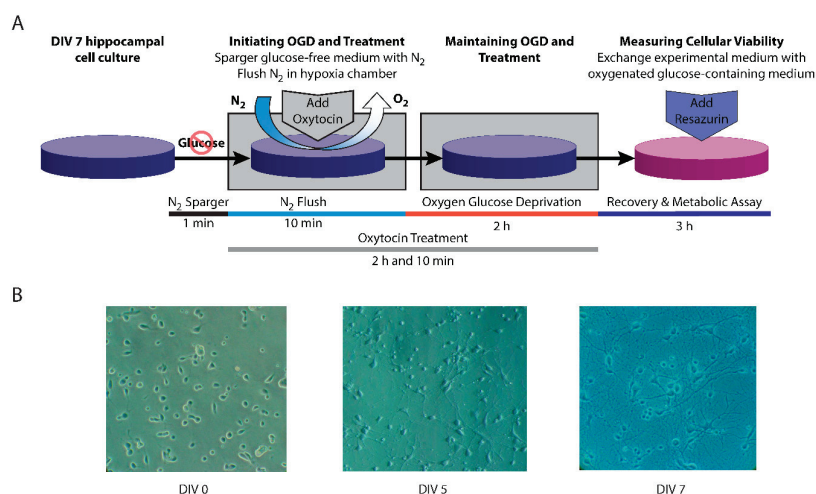 A
DIV 7 hippocampal
cell culture
Initiating OGD and Treatment
Sparger glucose-free medium with N₂
Flush N₂ in hypoxia chamber
Maintaining OGD and
Treatment
Measuring Cellular Viability
Exchange experimental medium with
oxygenated glucose-containing medium
Glucose
N₂
Add
Oxytocin
O₂
Add
Resazurin
N₂ Sparger
1 min
N₂ Flush
10 min
Oxygen Glucose Deprivation
2 h
Recovery & Metabolic Assay
3 h
Oxytocin Treatment
2 h and 10 min
B
DIV 0
DIV 5
DIV 7